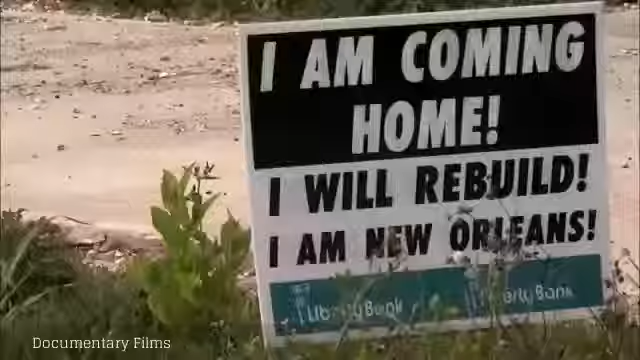 I AM COMING
HOME!
I WILL REBUILD!
I AM NEW ORLEANS!
Liberty Bank Liberty Bank
Documentary Films